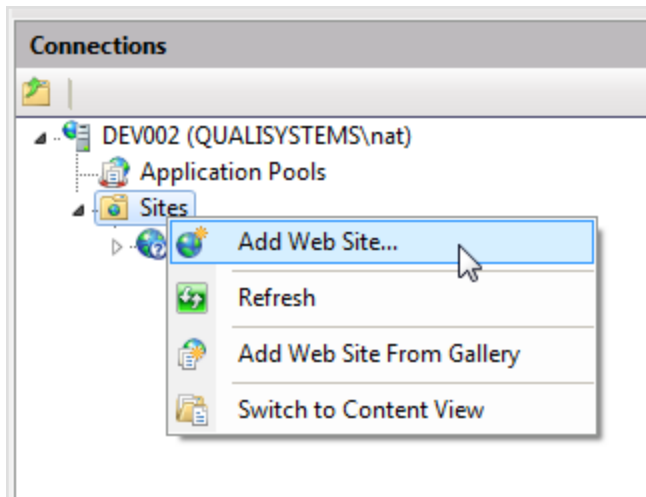 Connections
DEV002 (QUALISYSTEMS\nat)
Application Pools
Sites
Add Web Site...
Refresh
Add Web Site From Gallery
Switch to Content View